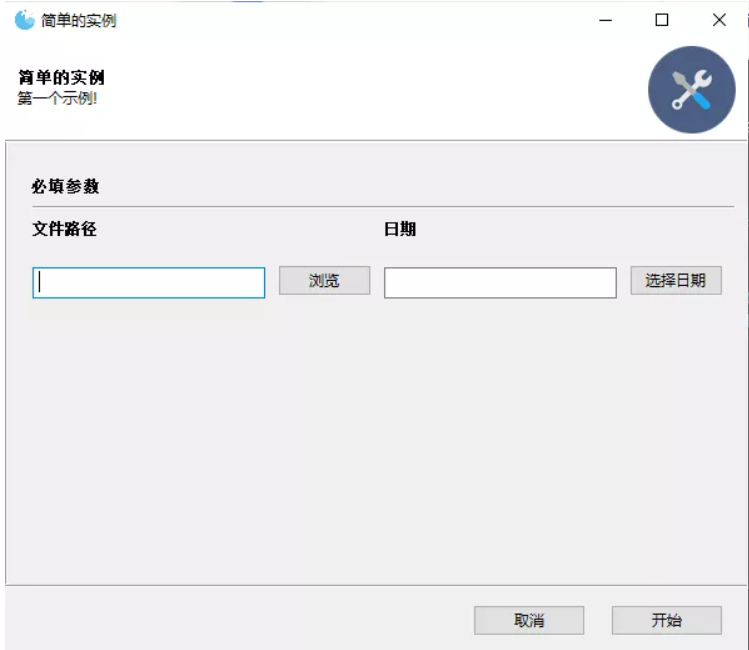 简单的实例
简单的实例
第一个示例!
必填参数
文件路径 日期
浏览 选择日期
取消 开始